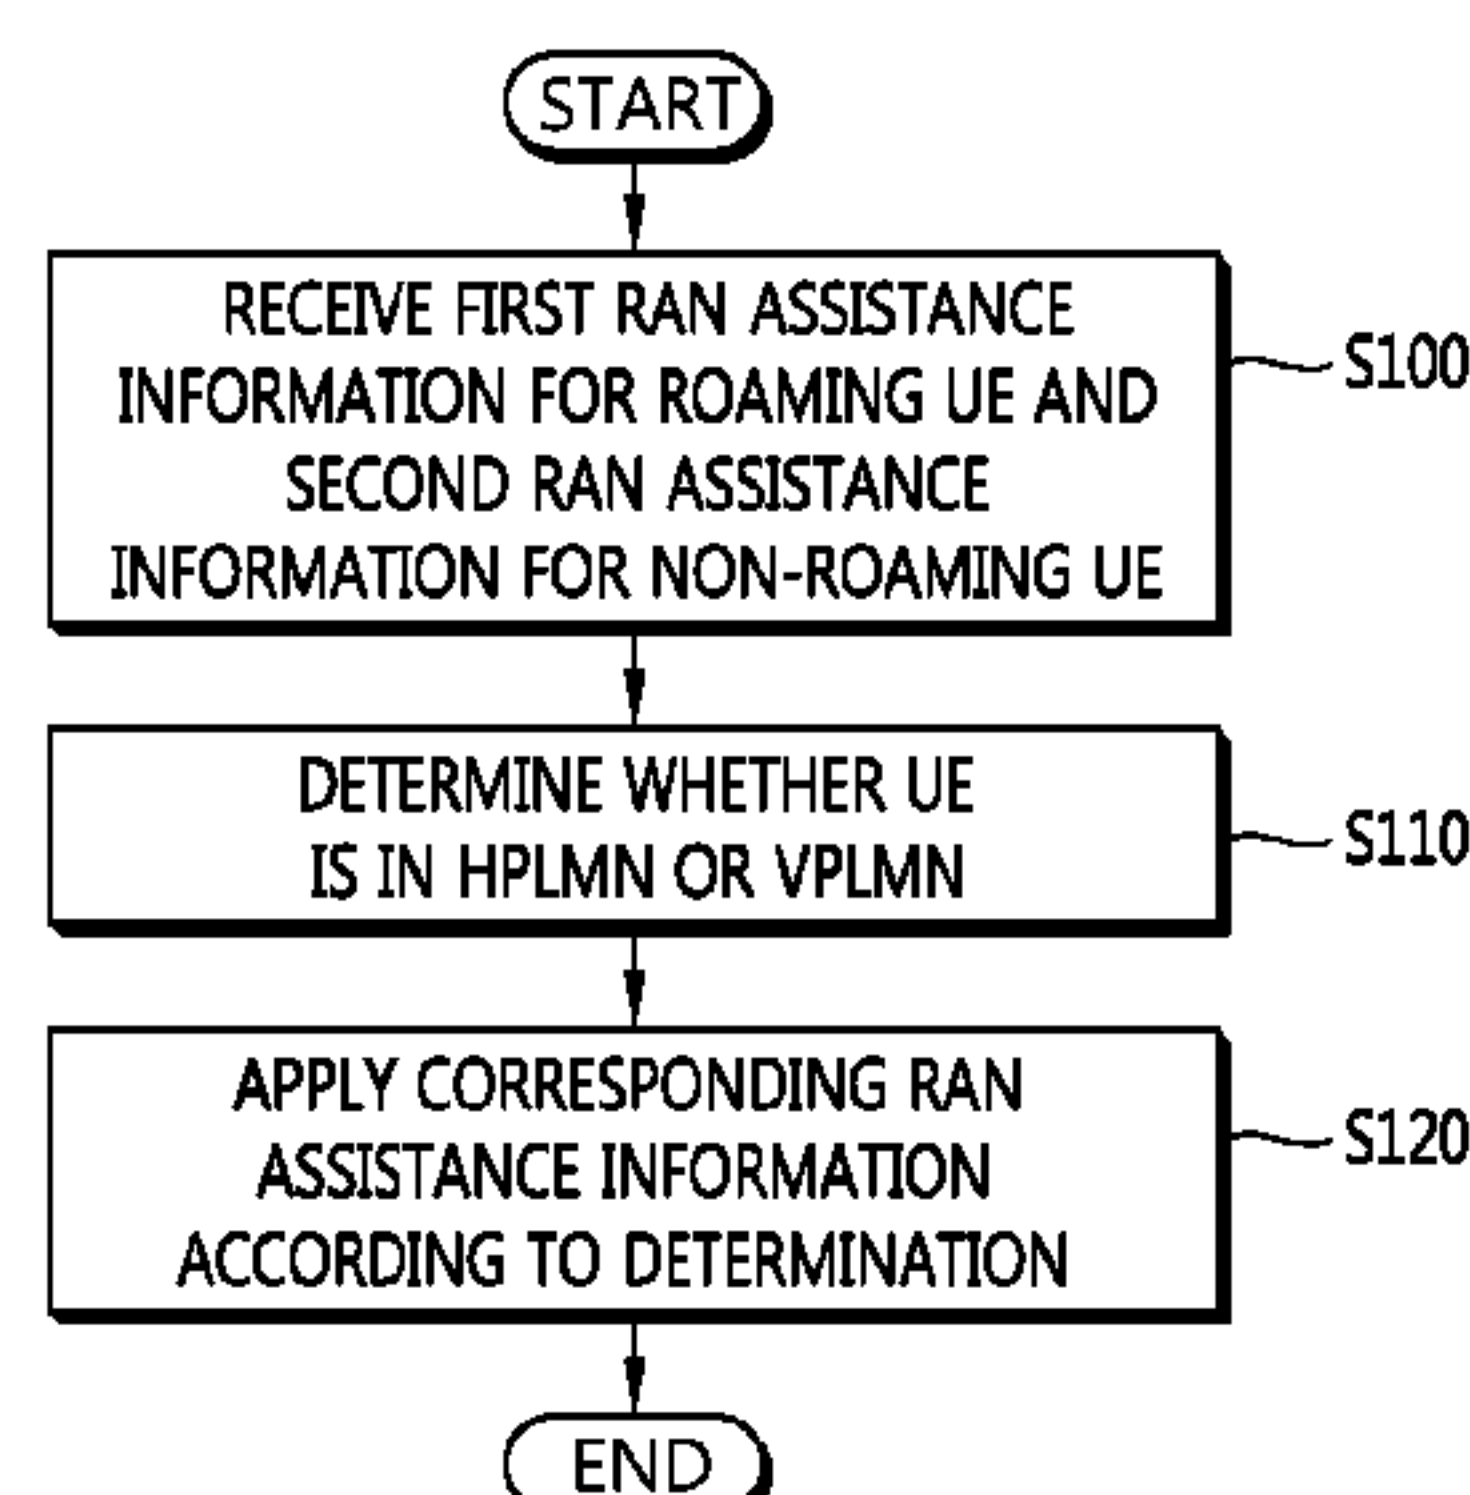 START
RECEIVE FIRST RAN ASSISTANCE
INFORMATION FOR ROAMING UE AND
SECOND RAN ASSISTANCE
INFORMATION FOR NON-ROAMING UE
S100
DETERMINE WHETHER UE
IS IN HPLMN OR VPLMN
S110
APPLY CORRESPONDING RAN
ASSISTANCE INFORMATION
ACCORDING TO DETERMINATION
S120
END